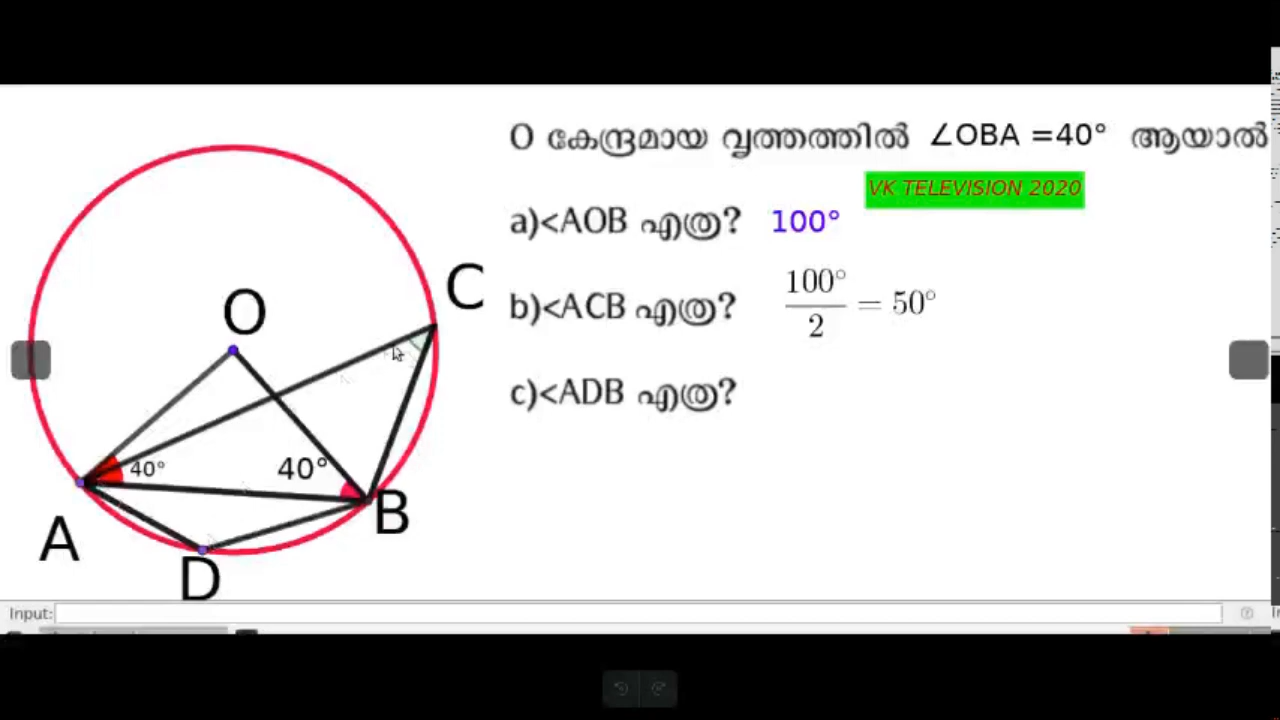 O കേന്ദ്രമായ വൃത്തത്തിൽ ∠OBA =40° ആയാൽ
VK TELEVISION 2020
a)<AOB എത്ര? 100°
b)<ACB എത്ര? 100°/2 = 50°
c)<ADB എത്ര?
O
C
40°
40°
A
B
D
Input: